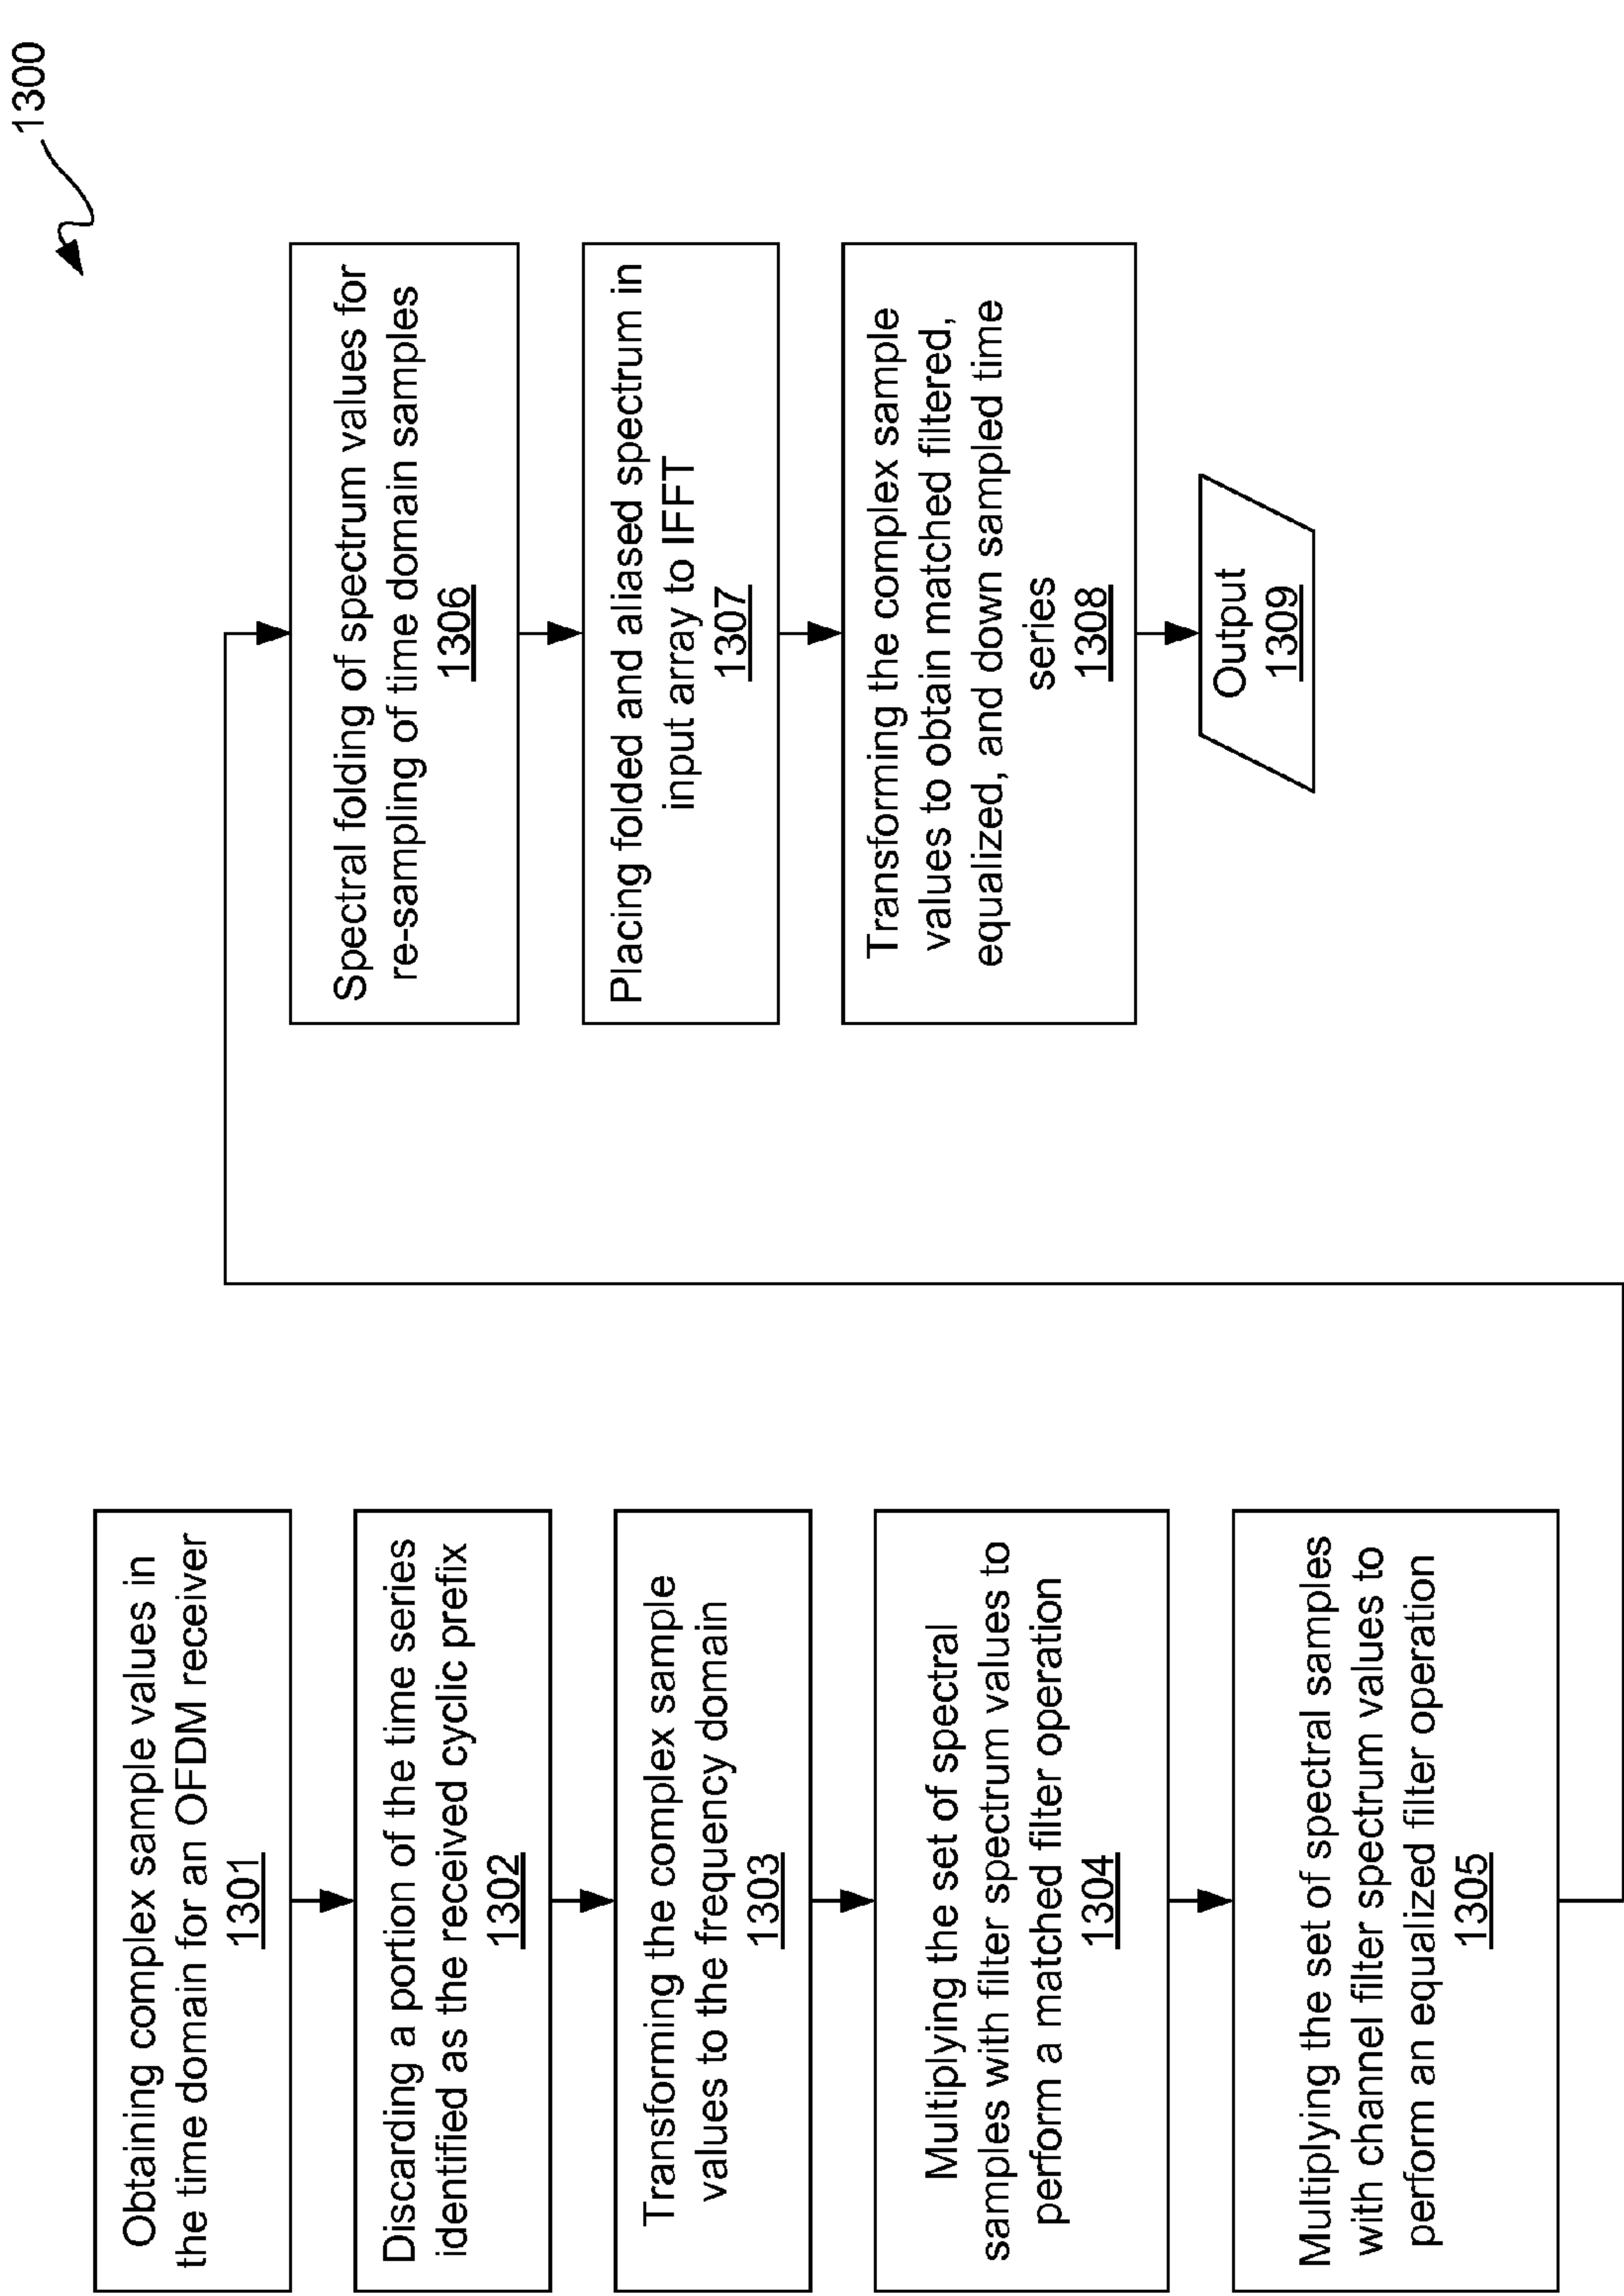 1300
Obtaining complex sample values in
the time domain for an OFDM receiver
1301
Discarding a portion of the time series
identified as the received cyclic prefix
1302
Transforming the complex sample
values to the frequency domain
1303
Multiplying the set of spectral
samples with filter spectrum values to
perform a matched filter operation
1304
Multiplying the set of spectral samples
with channel filter spectrum values to
perform an equalized filter operation
1305
Spectral folding of spectrum values for
re-sampling of time domain samples
1306
Placing folded and aliased spectrum in
input array to IFFT
1307
Transforming the complex sample
values to obtain matched filtered,
equalized, and down sampled time
series
1308
Output
1309